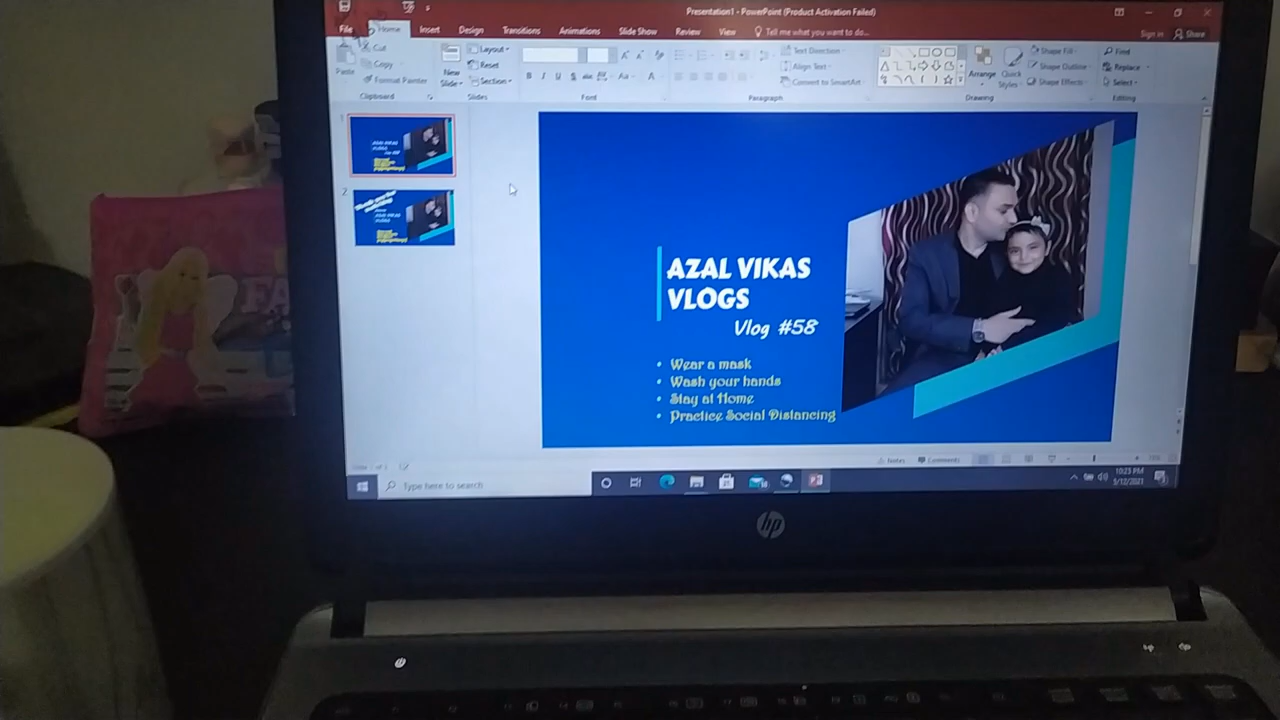 Presentation1 - PowerPoint (Product Activation Failed)
File Home Insert Design Transitions Animations Slide Show Review View Tell me what you want to do... Sign in Share
Cut
Copy
Format Painter
Paste
Clipboard
New
Slide
Layout
Reset
Section
Slides
Font
Text Direction
Align Text
Convert to SmartArt
Paragraph
Arrange
Quick
Styles
Shape Fill
Shape Outline
Shape Effects
Drawing
Find
Replace
Select
Editing
1
2
AZAL VIKAS
VLOGS
Vlog #58
• Wear a mask
• Wash your hands
• Stay at Home
• Practice Social Distancing
Notes Comments
Type here to search
10:23 PM
5/12/2021
hp
FA